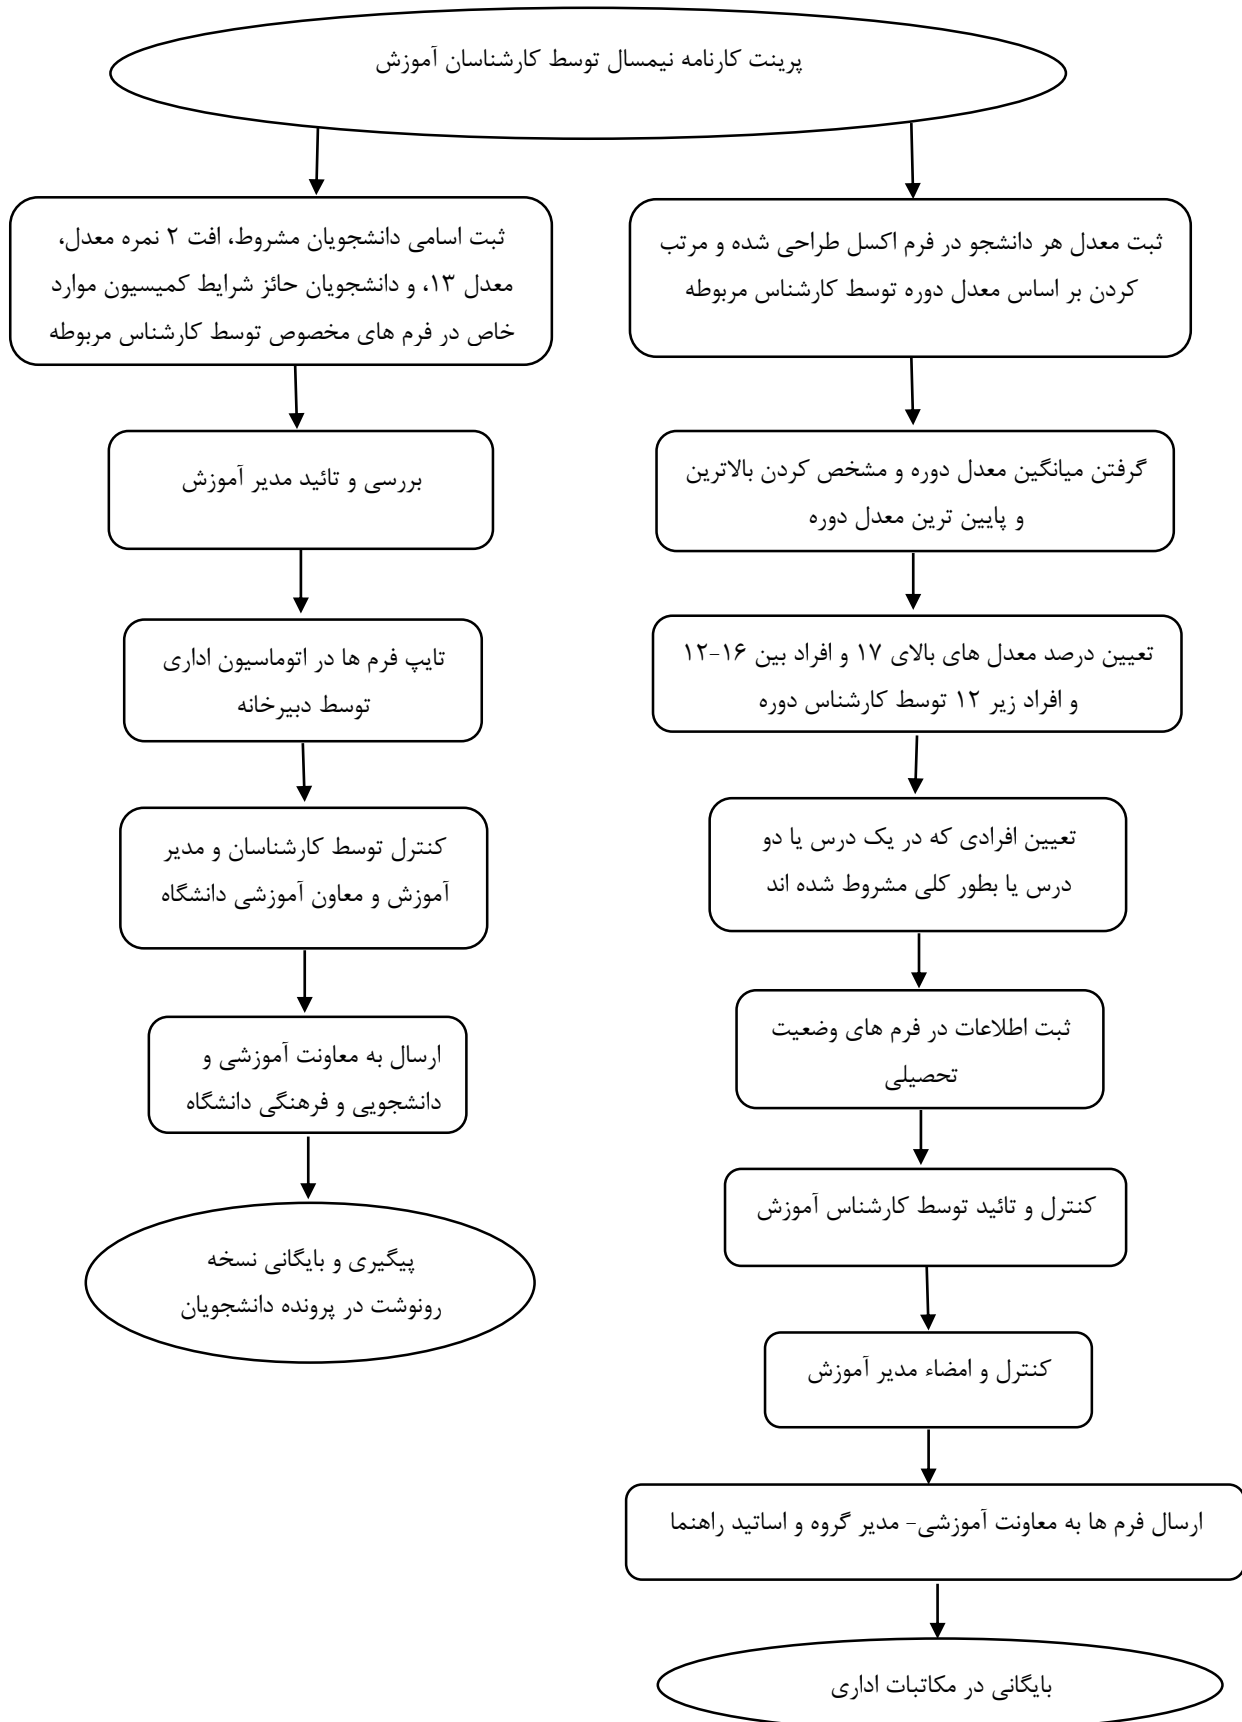 پرینت کارنامه نیمسال توسط کارشناسان آموزش
ثبت معدل هر دانشجو در فرم اکسل طراحی شده و مرتب
کردن بر اساس معدل دوره توسط کارشناس مربوطه
گرفتن میانگین معدل دوره و مشخص کردن بالاترین
و پایین ترین معدل دوره
تعیین درصد معدل های بالای ۱۷ و افراد بین ۱۶-۱۲
و افراد زیر ۱۲ توسط کارشناس دوره
تعیین افرادی که در یک درس یا دو
درس یا بطور کلی مشروط شده اند
ثبت اطلاعات در فرم های وضعیت
تحصیلی
کنترل و تائید توسط کارشناس آموزش
کنترل و امضاء مدیر آموزش
ارسال فرم ها به معاونت آموزشی- مدیر گروه و اساتید راهنما
بایگانی در مکاتبات اداری
ثبت اسامی دانشجویان مشروط، افت ۲ نمره معدل،
معدل ۱۳، و دانشجویان حائز شرایط کمیسیون موارد
خاص در فرم های مخصوص توسط کارشناس مربوطه
بررسی و تائید مدیر آموزش
تایپ فرم ها در اتوماسیون اداری
توسط دبیرخانه
کنترل توسط کارشناسان و مدیر
آموزش و معاون آموزشی دانشگاه
ارسال به معاونت آموزشی و
دانشجویی و فرهنگی دانشگاه
پیگیری و بایگانی نسخه
رونوشت در پرونده دانشجویان